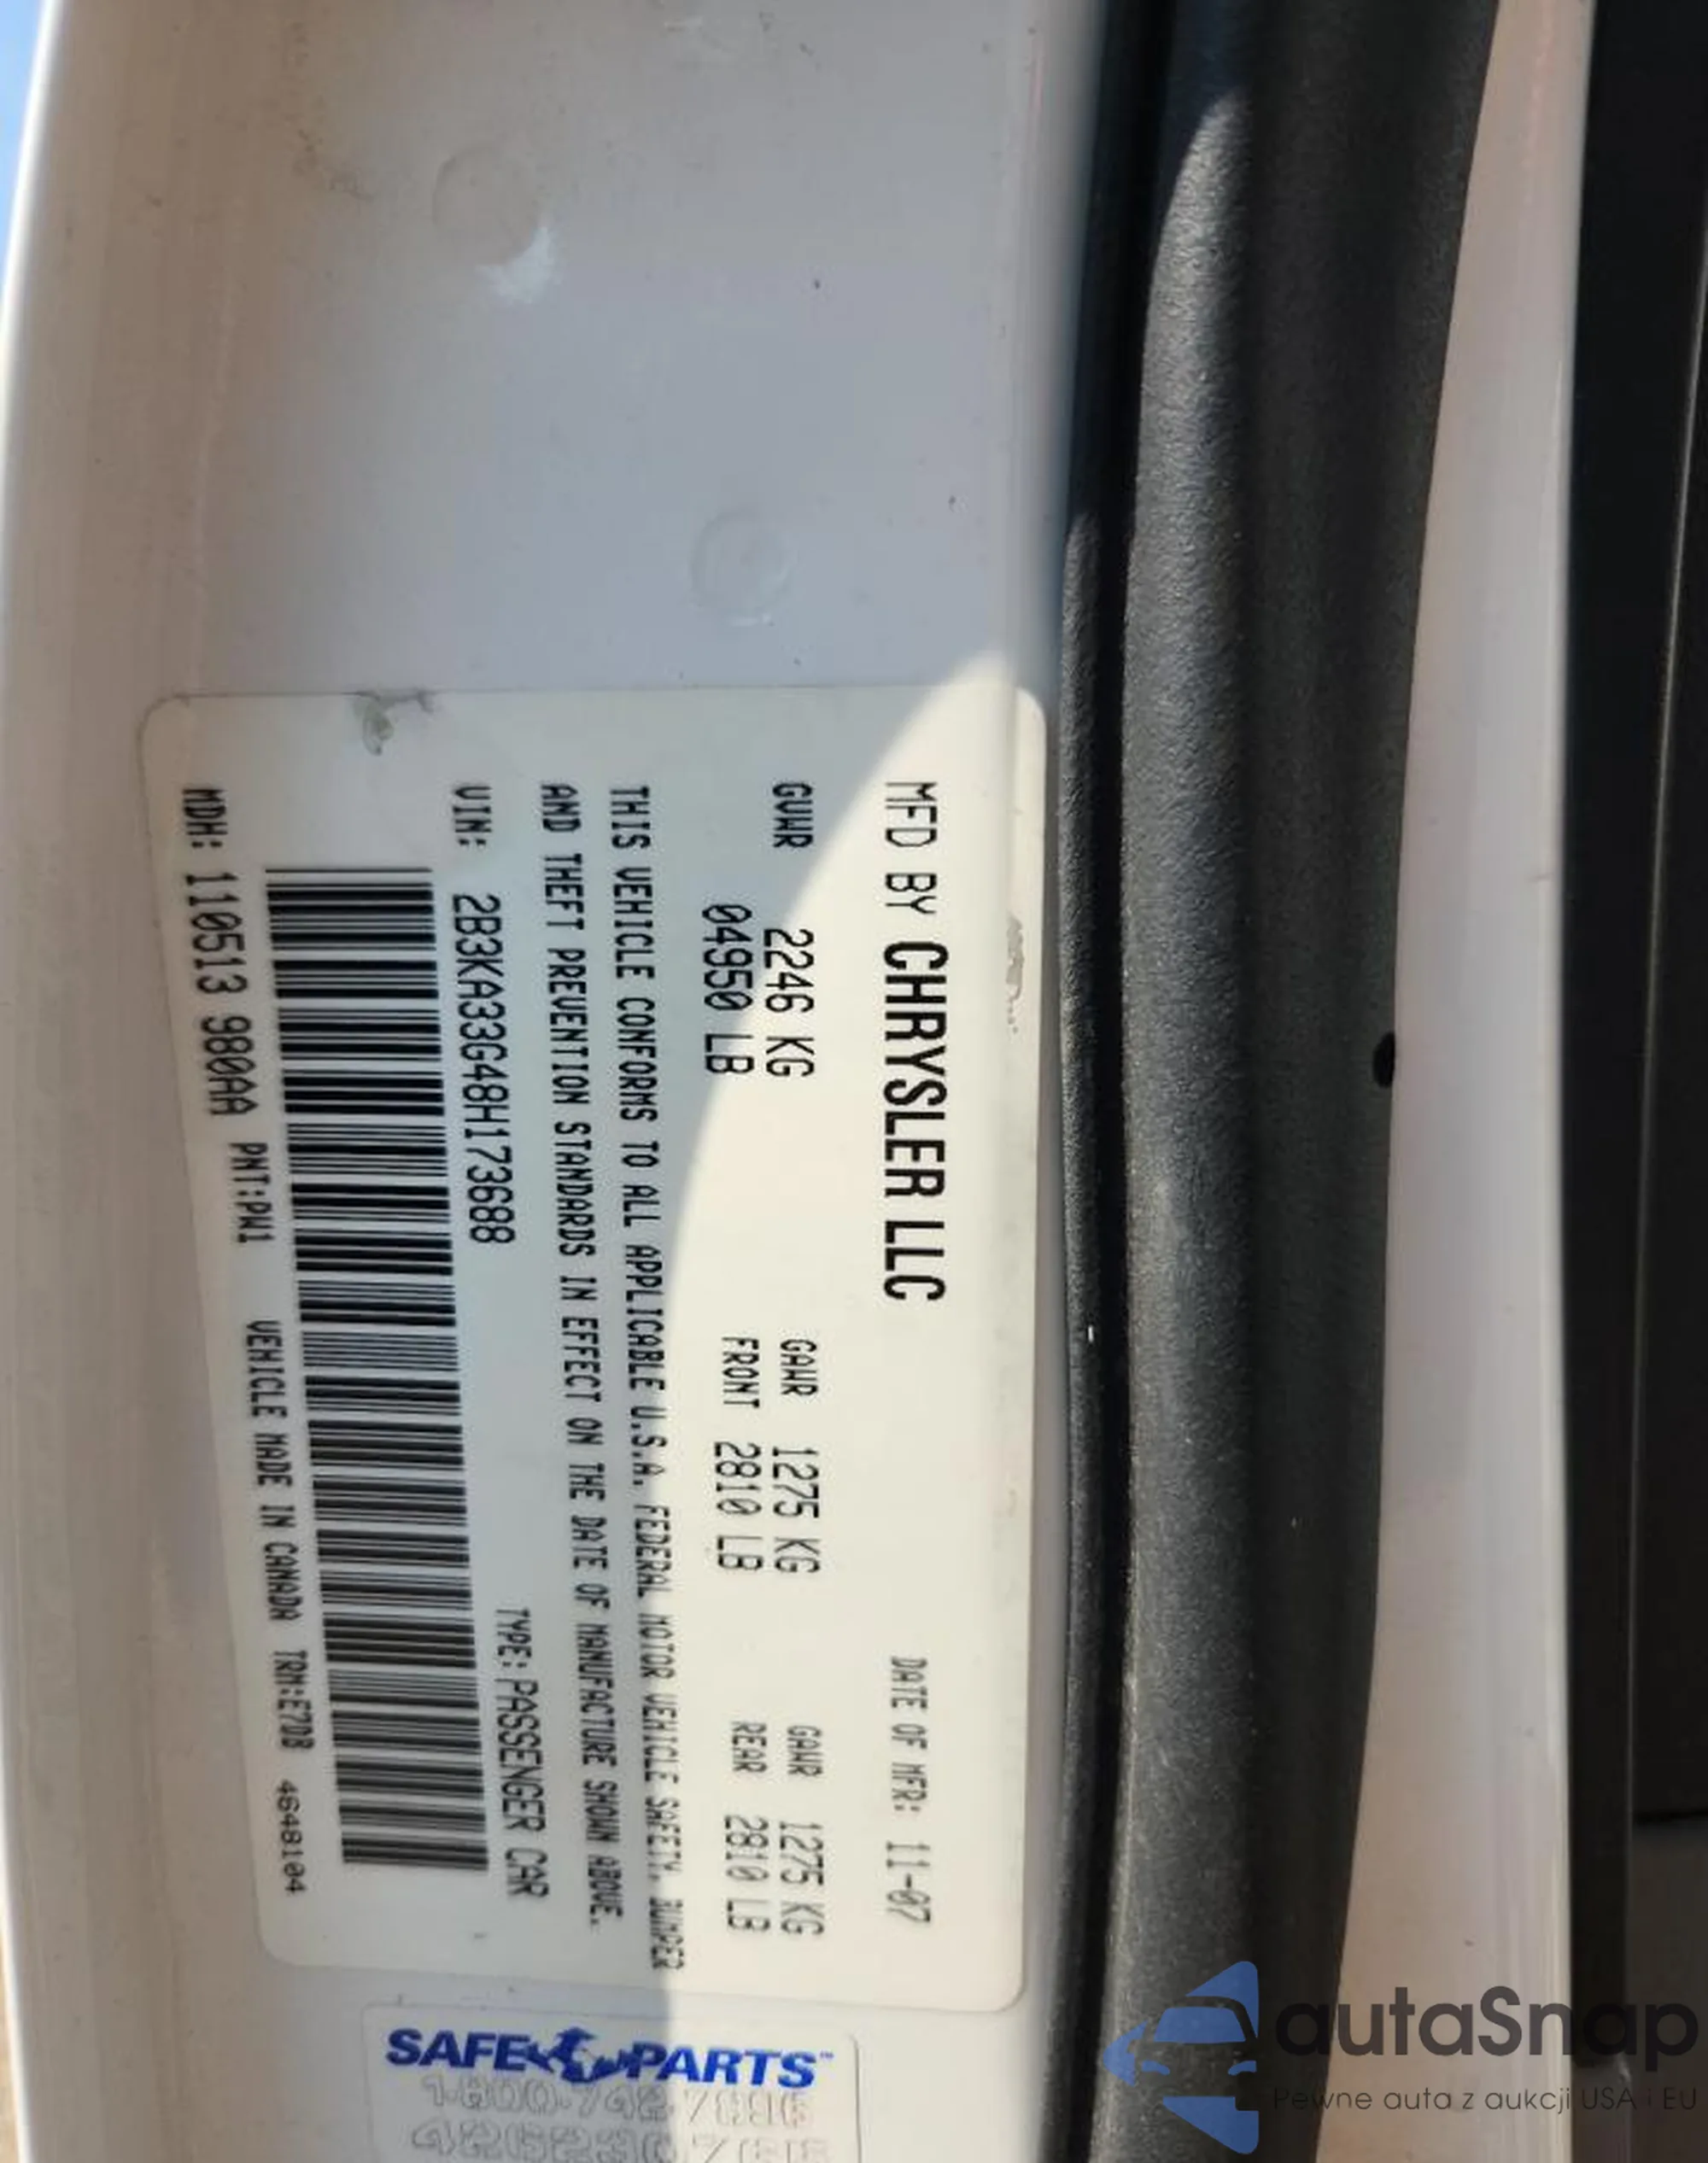 MFD BY CHRYSLER LLC DATE OF MFR: 11-07
GVWR 2246 KG GAWR 1275 KG GAWR 1275 KG
04950 LB FRONT 2810 LB REAR 2810 LB
THIS VEHICLE CONFORMS TO ALL APPLICABLE U.S.A. FEDERAL MOTOR VEHICLE SAFETY, BUMPER
AND THEFT PREVENTION STANDARDS IN EFFECT ON THE DATE OF MANUFACTURE SHOWN ABOVE.
VIN: 2B3KA33G48H173688 TYPE: PASSENGER CAR
MDH: 110513 980AA PNT:PW1 VEHICLE MADE IN CANADA TRM:E7DB 4648104
SAFE PARTS™
autaSnap
Pewne auta z aukcji USA i EU